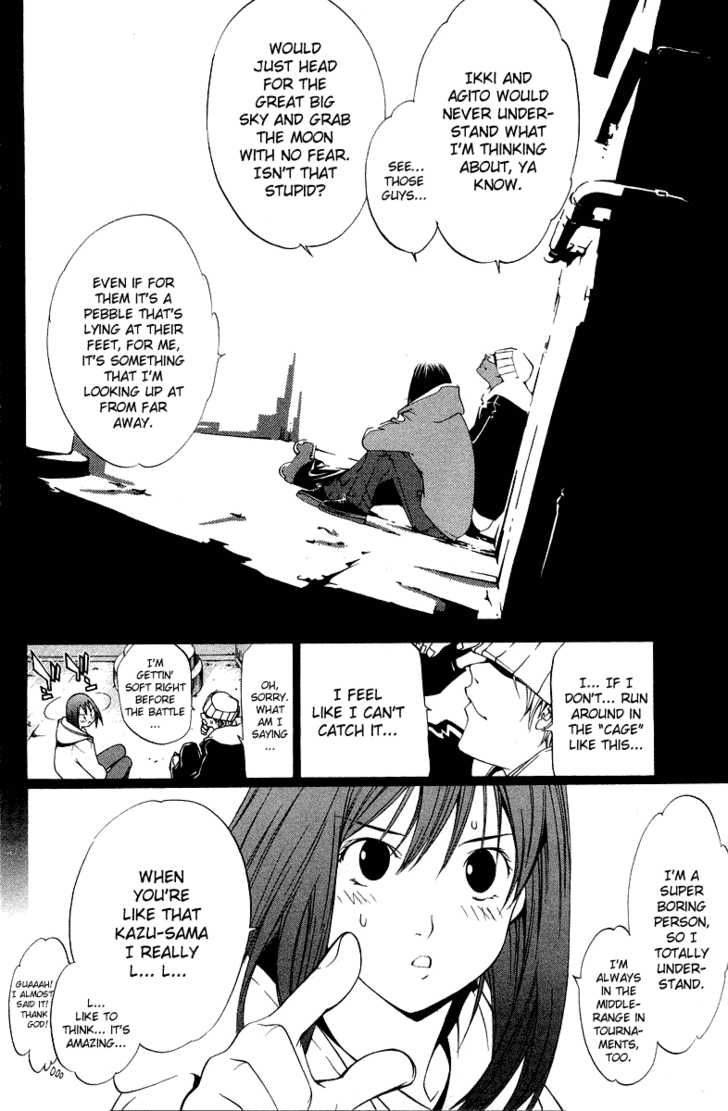 IKKI AND
AGITO WOULD
NEVER UNDER-
STAND WHAT
I'M THINKING
ABOUT, YA
KNOW.
SEE...
THOSE
GUYS...
WOULD
JUST HEAD
FOR THE
GREAT BIG
SKY AND GRAB
THE MOON
WITH NO FEAR.
ISN'T THAT
STUPID?
EVEN IF FOR
THEM IT'S A
PEBBLE THAT'S
LYING AT THEIR
FEET, FOR ME,
IT'S SOMETHING
THAT I'M
LOOKING UP AT
FROM FAR
AWAY.
I... IF I
DON'T... RUN
AROUND IN
THE "CAGE"
LIKE THIS...
I FEEL
LIKE I CAN'T
CATCH IT...
OH,
SORRY.
WHAT
AM I
SAYING
...
I'M
GETTIN'
SOFT RIGHT
BEFORE
THE BATTLE
...
I'M A
SUPER
BORING
PERSON,
SO I
TOTALLY
UNDER-
STAND.
I'M
ALWAYS
IN THE
MIDDLE-
RANGE IN
TOURNA-
MENTS,
TOO.
WHEN
YOU'RE
LIKE THAT
KAZU-SAMA
I REALLY
L... L...
L...
LIKE TO
THINK... IT'S
AMAZING...
GUAAAH!
I ALMOST
SAID IT!
THANK
GOD!